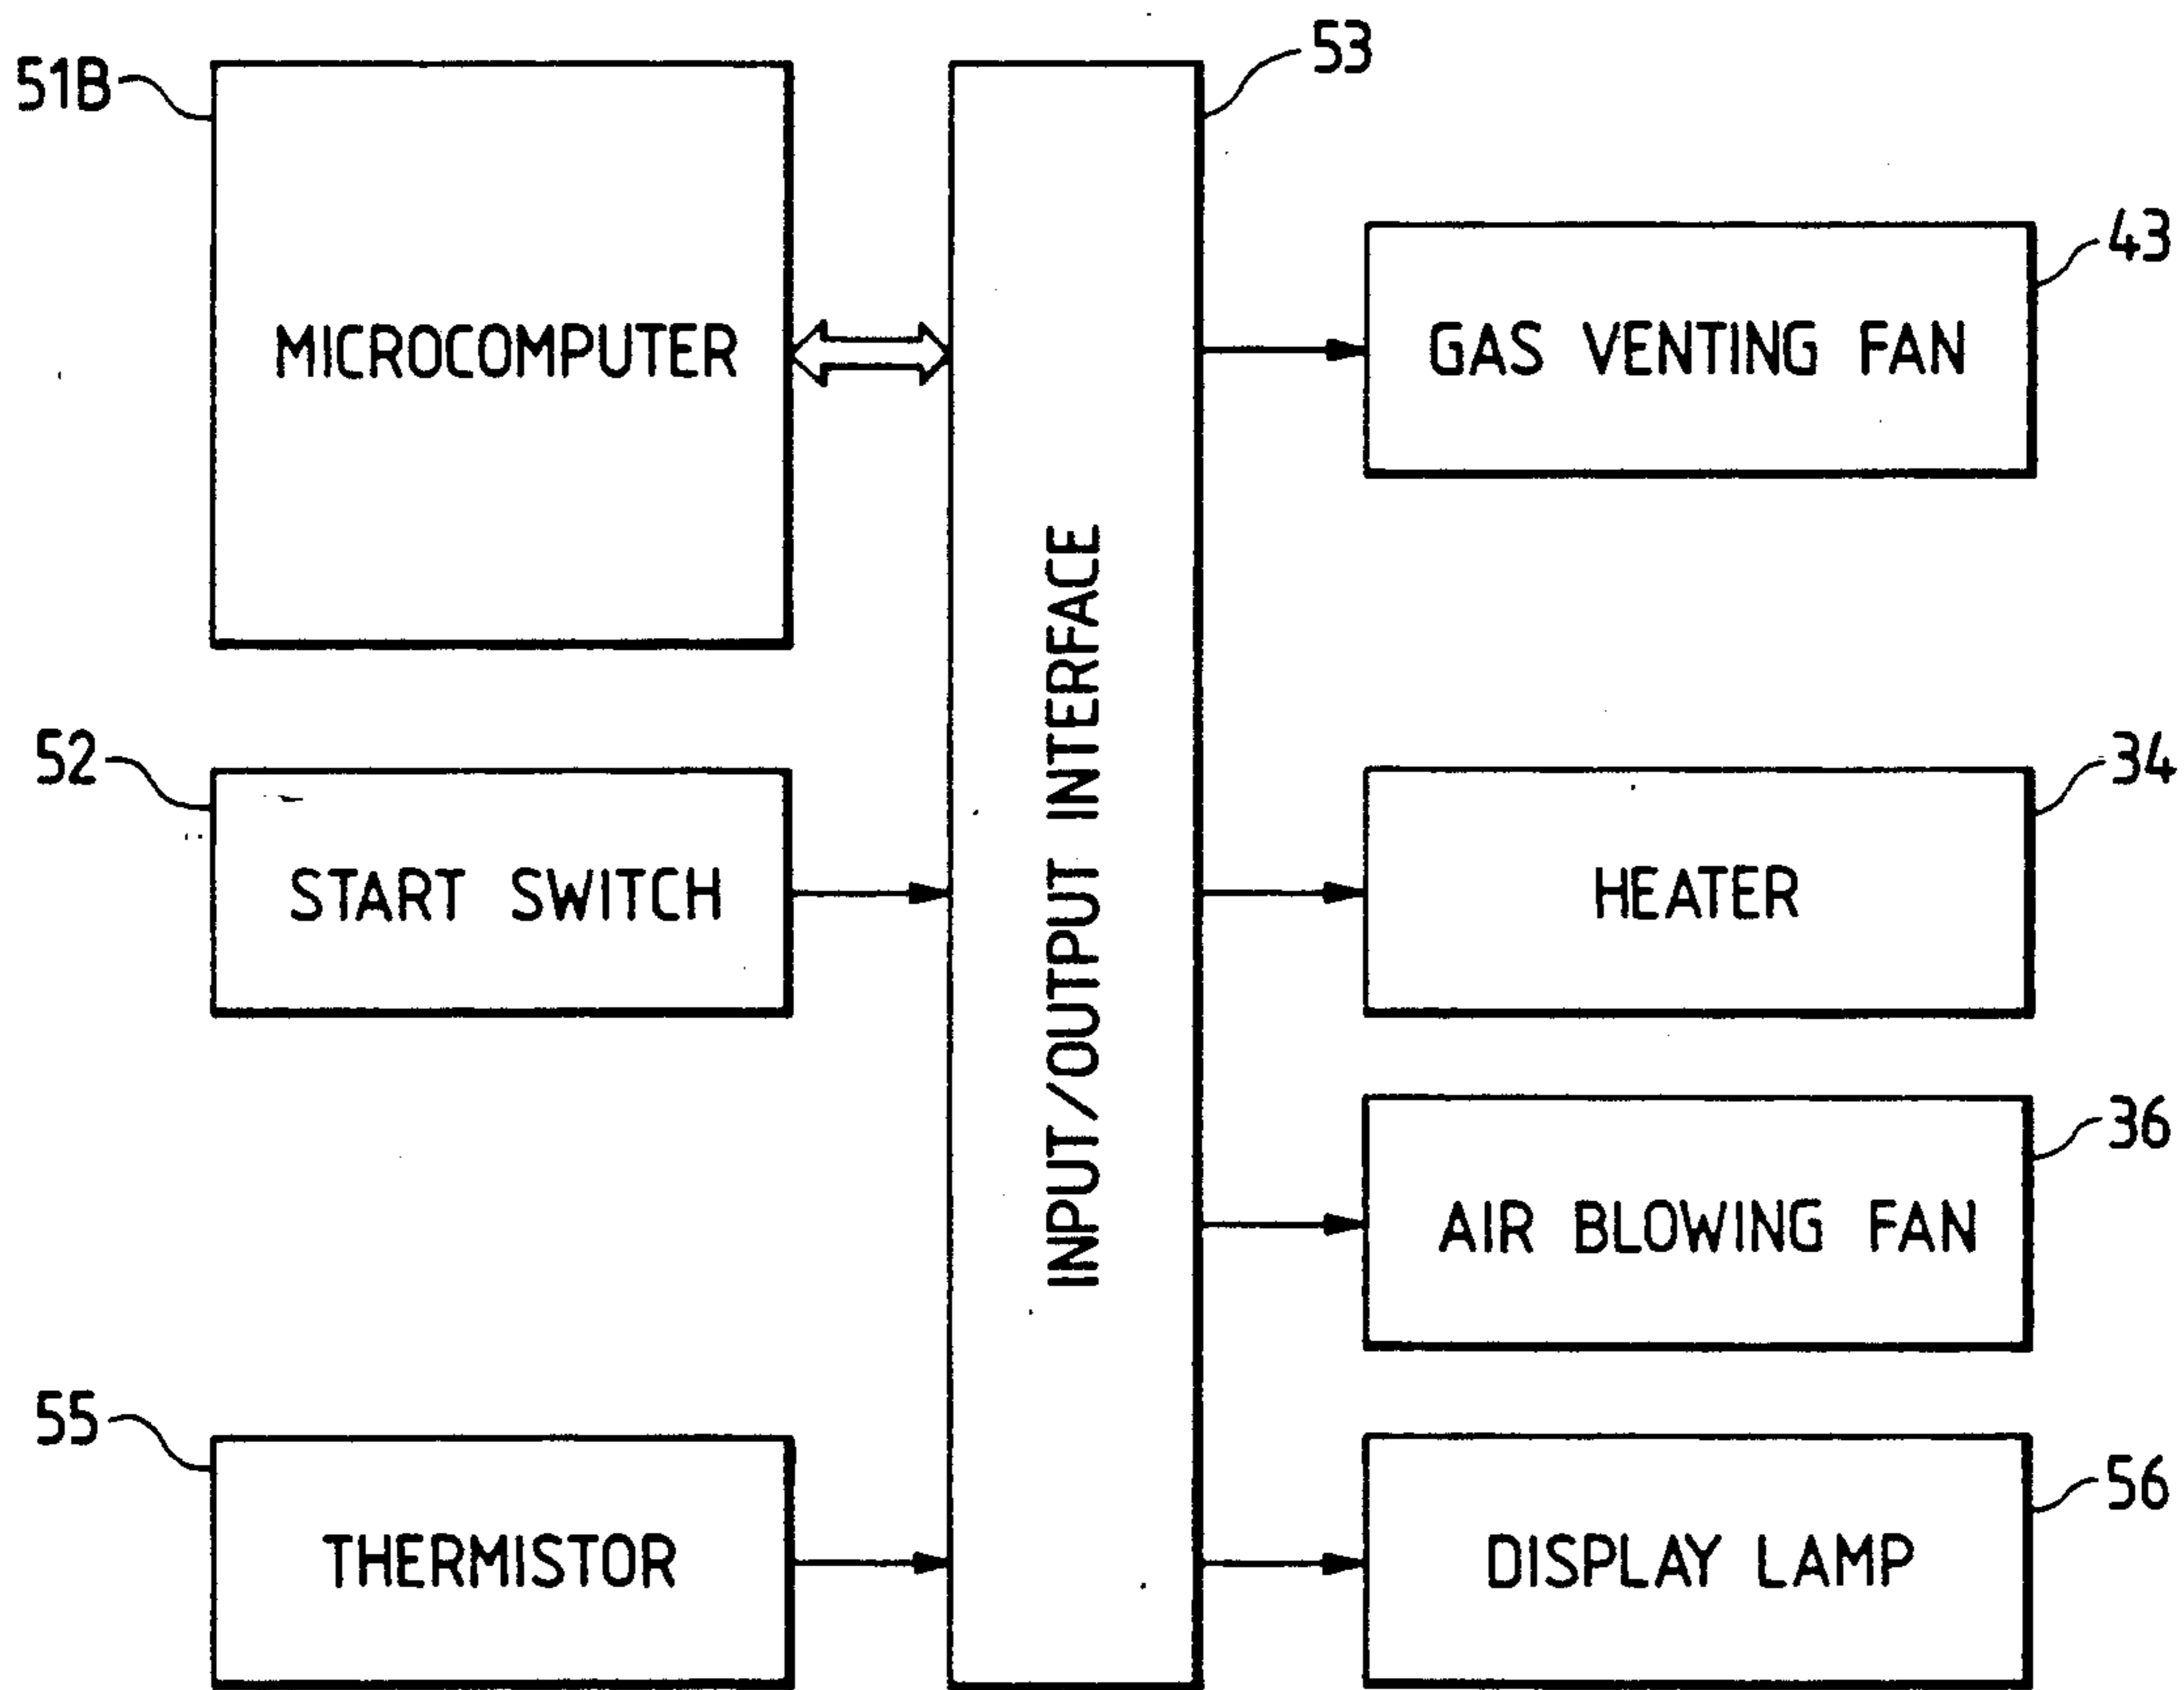 51B
MICROCOMPUTER
53
INPUT/OUTPUT INTERFACE
43
GAS VENTING FAN
52
START SWITCH
34
HEATER
36
AIR BLOWING FAN
55
THERMISTOR
56
DISPLAY LAMP